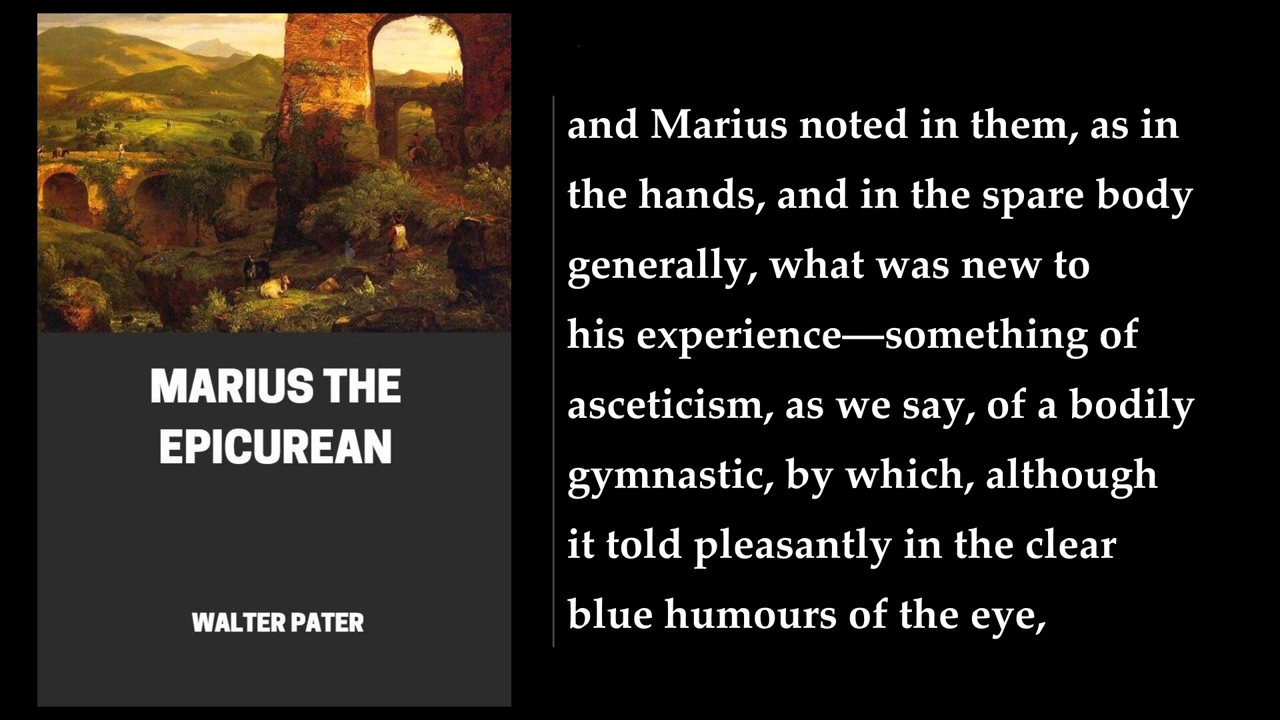 MARIUS THE
EPICUREAN
WALTER PATER
and Marius noted in them, as in
the hands, and in the spare body
generally, what was new to
his experience—something of
asceticism, as we say, of a bodily
gymnastic, by which, although
it told pleasantly in the clear
blue humours of the eye,